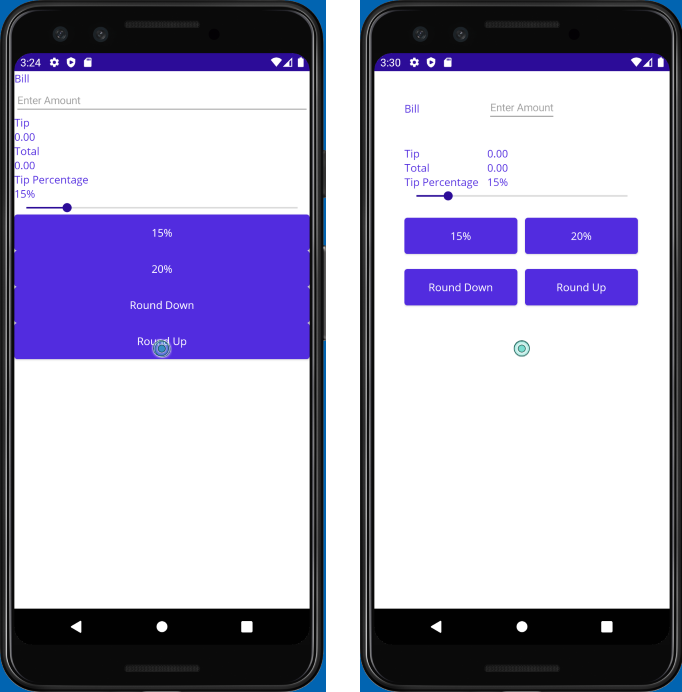 3:24
Bill
Enter Amount
Tip
0.00
Total
0.00
Tip Percentage
15%
15%
20%
Round Down
Round Up
3:30
Bill Enter Amount
Tip 0.00
Total 0.00
Tip Percentage 15%
15% 20%
Round Down Round Up